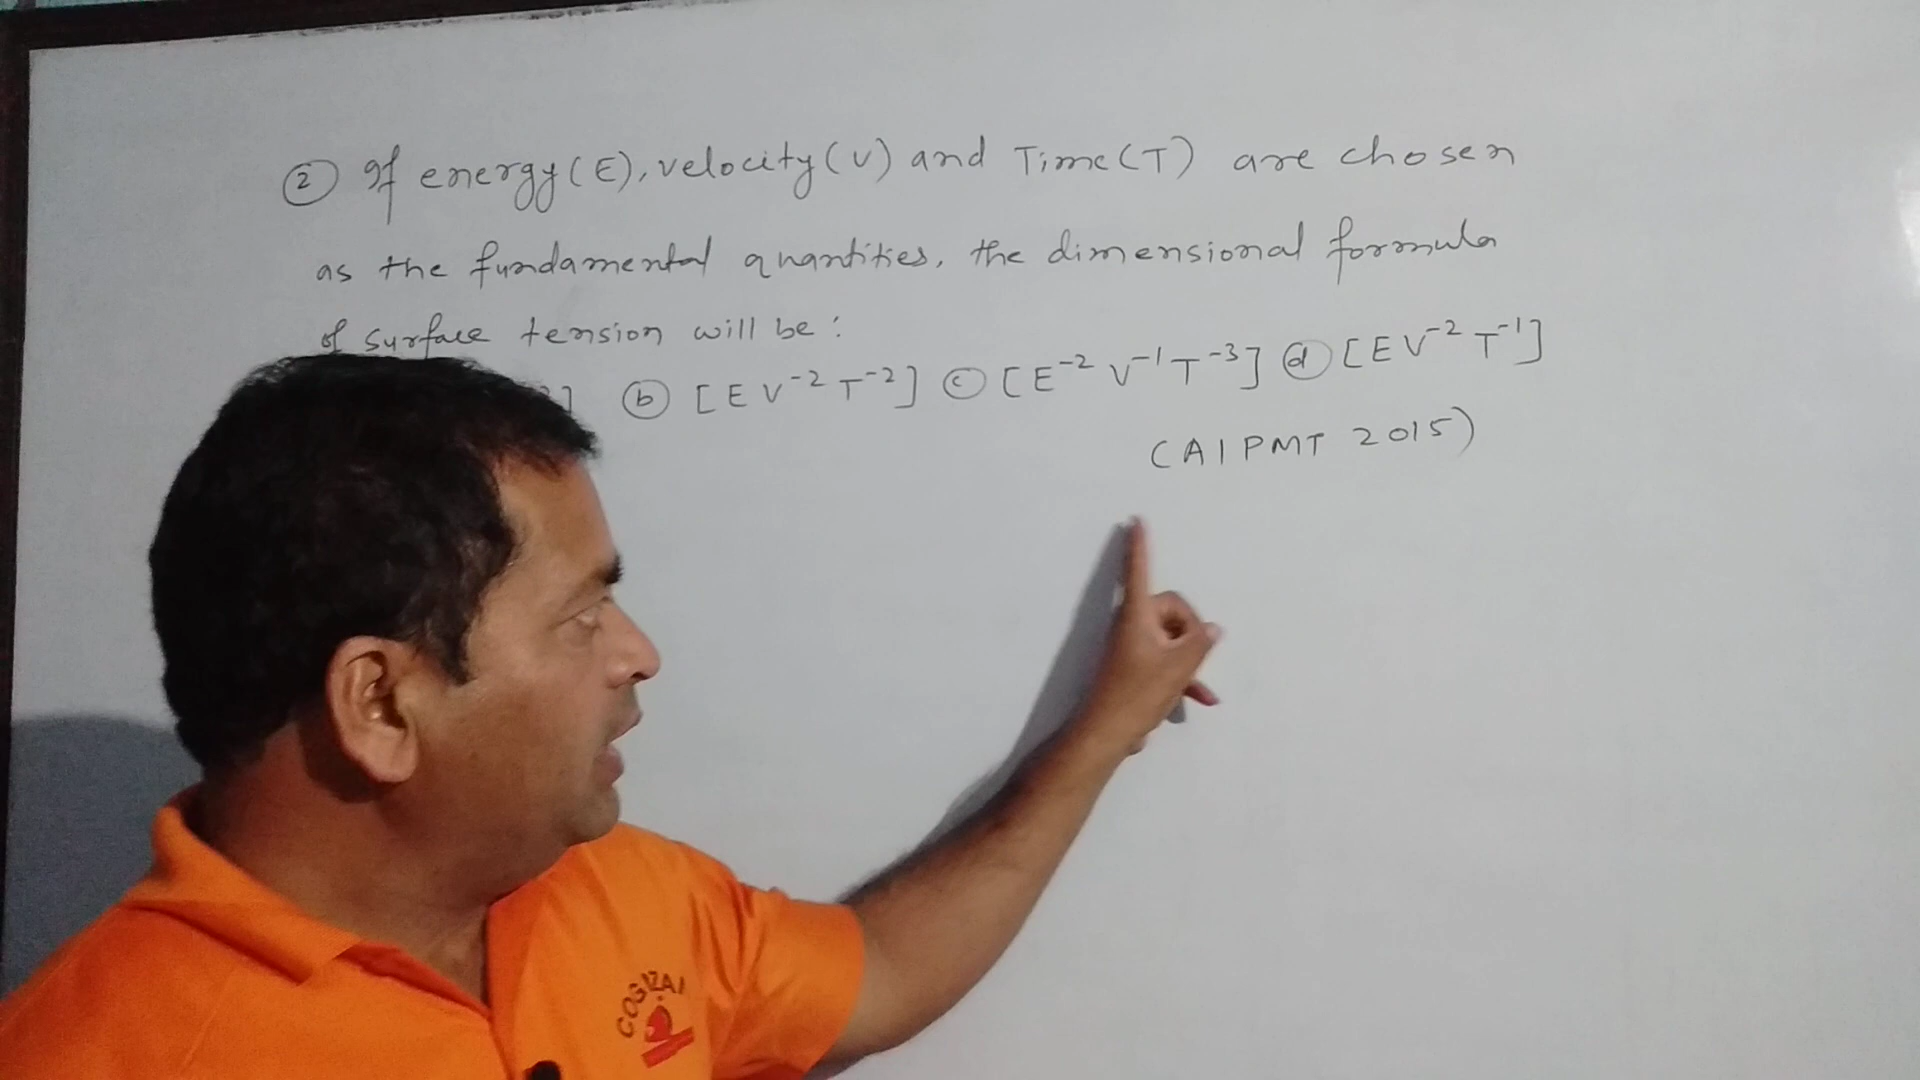 ② If energy(E), velocity(V) and Time(T) are chosen
as the fundamental quantities, the dimensional formula
of surface tension will be:
] ⓑ [E V⁻² T⁻²] ⓒ [E⁻² V⁻¹ T⁻³] ⓓ [E V⁻² T⁻¹]
(AIPMT 2015)